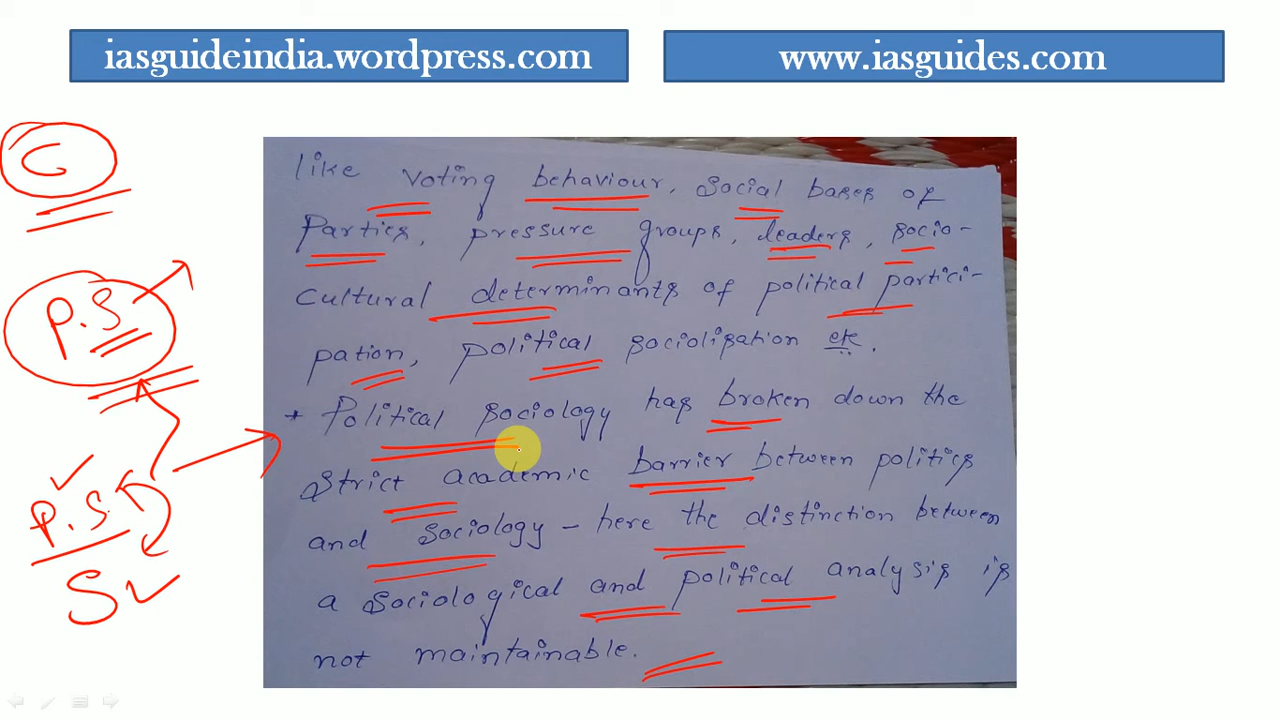 iasguideindia.wordpress.com
www.iasguides.com
G
P.S
P.S.
S
like voting behaviour, social bases of
Parties, pressure groups, leaders, socio-
cultural determinants of political partici-
pation, political socialisation etc.
* Political sociology has broken down the
strict academic barrier between politics
and sociology - here the distinction between
a sociological and political analysis is
not maintainable.